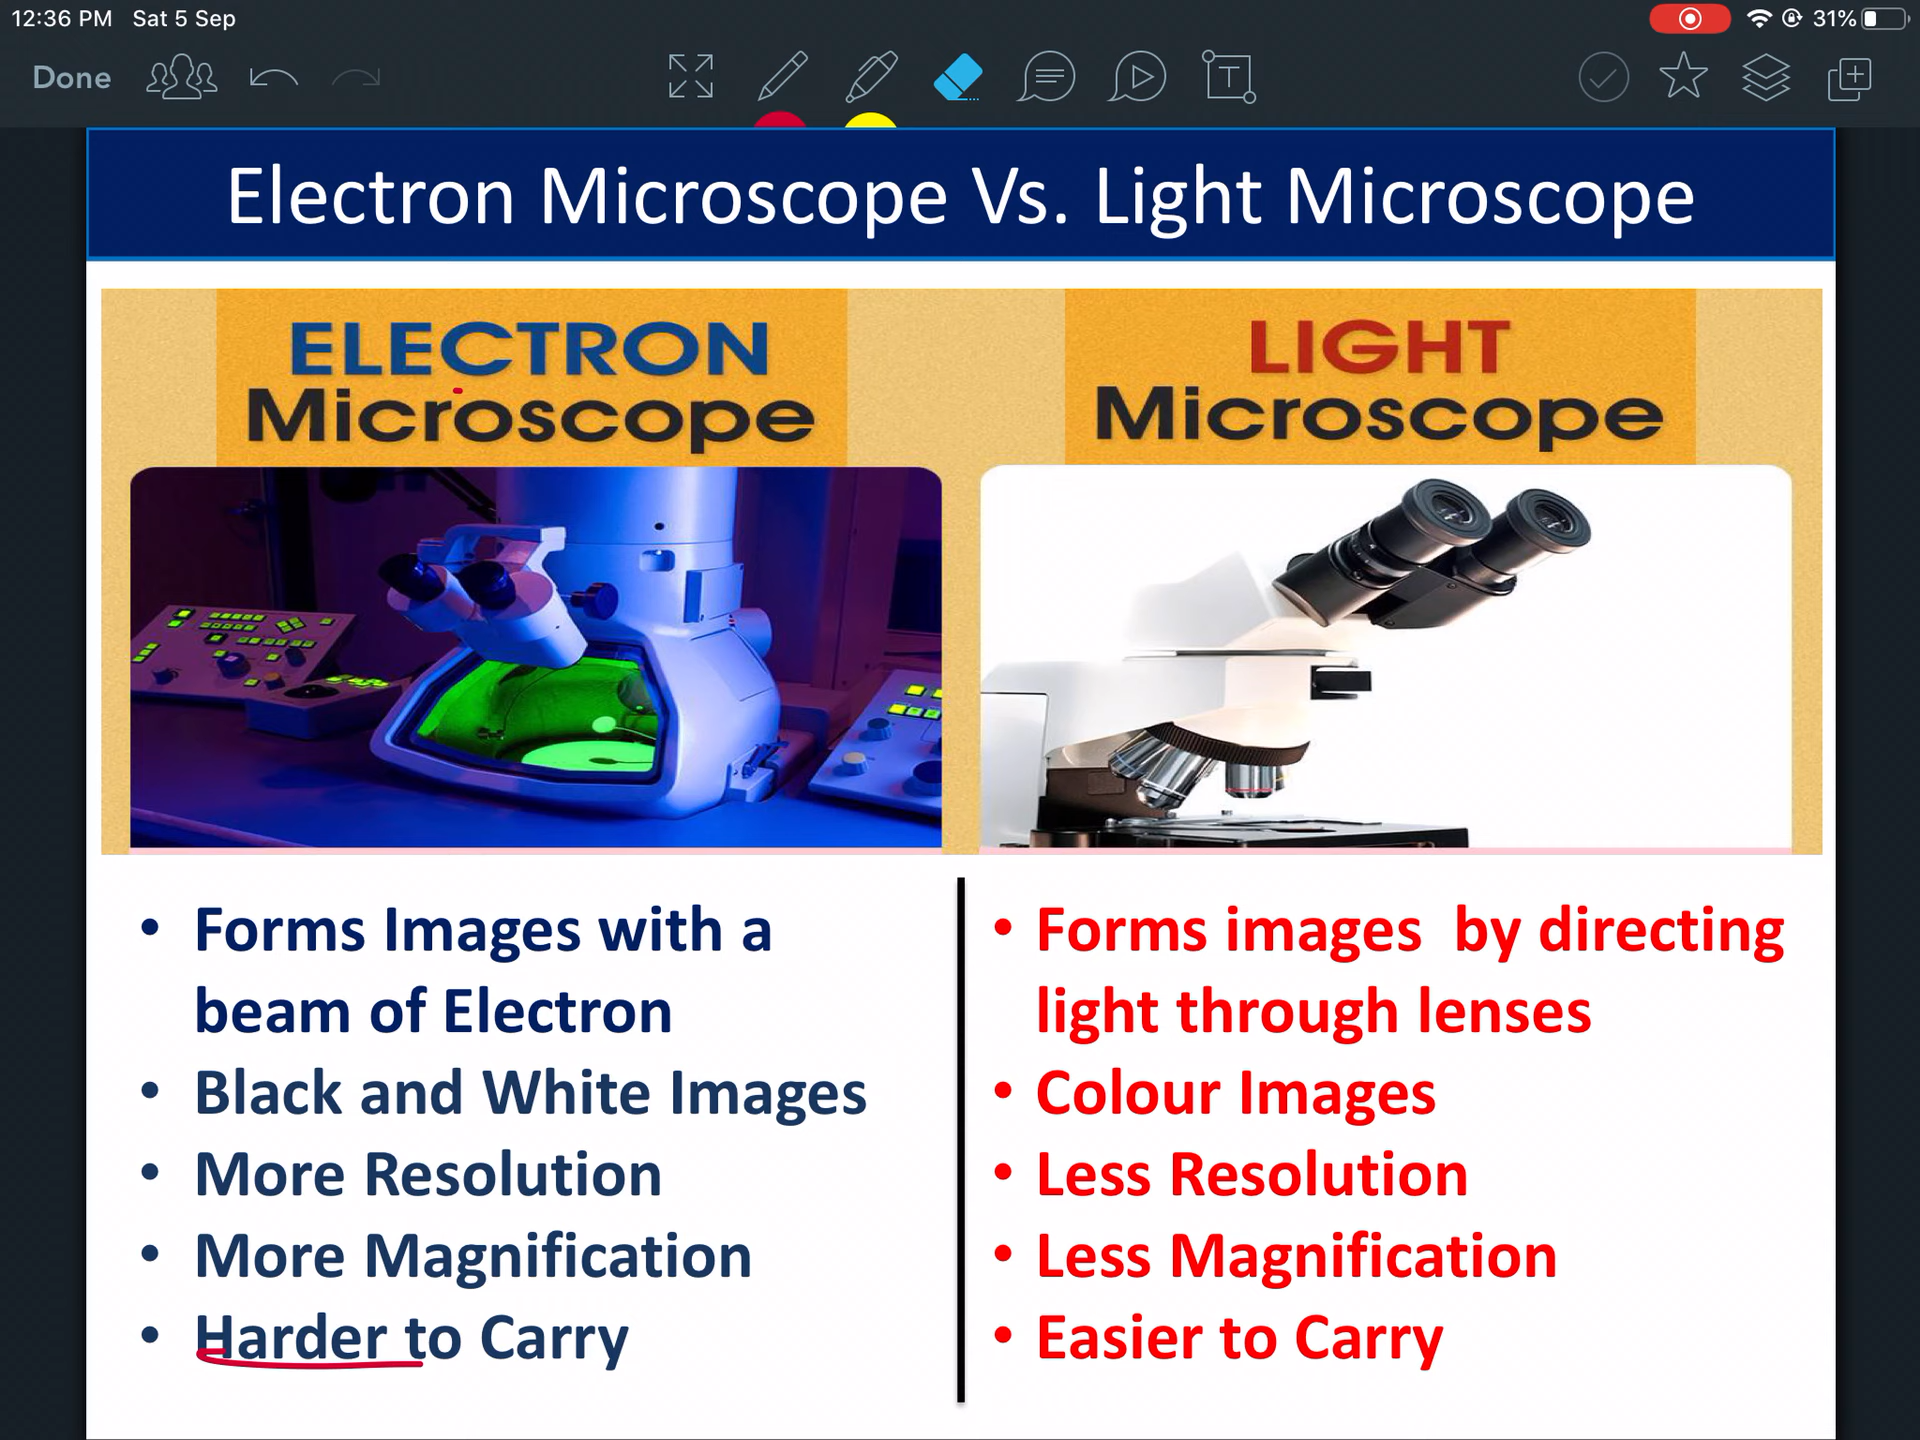 12:36 PM Sat 5 Sep
31%
Done
T
Electron Microscope Vs. Light Microscope
ELECTRON
Microscope
LIGHT
Microscope
• Forms Images with a
beam of Electron
• Black and White Images
• More Resolution
• More Magnification
• Harder to Carry
• Forms images by directing
light through lenses
• Colour Images
• Less Resolution
• Less Magnification
• Easier to Carry